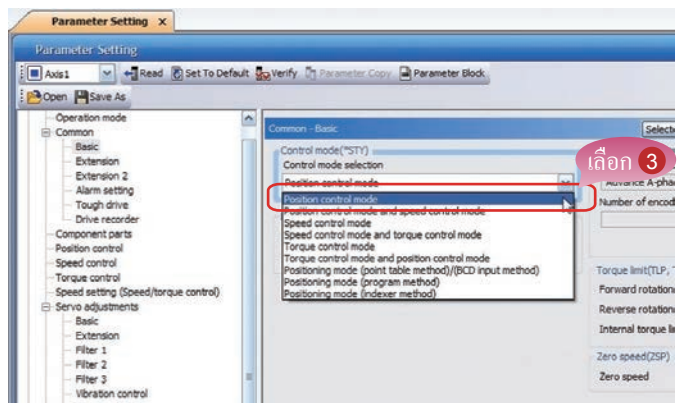 Parameter Setting x
Parameter Setting
Axis1 Read Set To Default Verify Parameter Copy Parameter Block
Open Save As
Operation mode
Common
Basic
Extension
Extension 2
Alarm setting
Tough drive
Drive recorder
Component parts
Position control
Speed control
Torque control
Speed setting (Speed/torque control)
Servo adjustments
Basic
Extension
Filter 1
Filter 2
Filter 3
Vibration control
Common - Basic
Control mode(*STY)
Control mode selection
Position control mode
Position control mode
Position control mode and speed control mode
Speed control mode
Speed control mode and torque control mode
Torque control mode
Torque control mode and position control mode
Positioning mode (point table method)/(BCD input method)
Positioning mode (program method)
Positioning mode (indexer method)
เลือก 3
Advance A-pha
Number of encod
Torque limit(TLP,
Forward rotation
Reverse rotation
Internal torque li
Zero speed(ZSP)
Zero speed